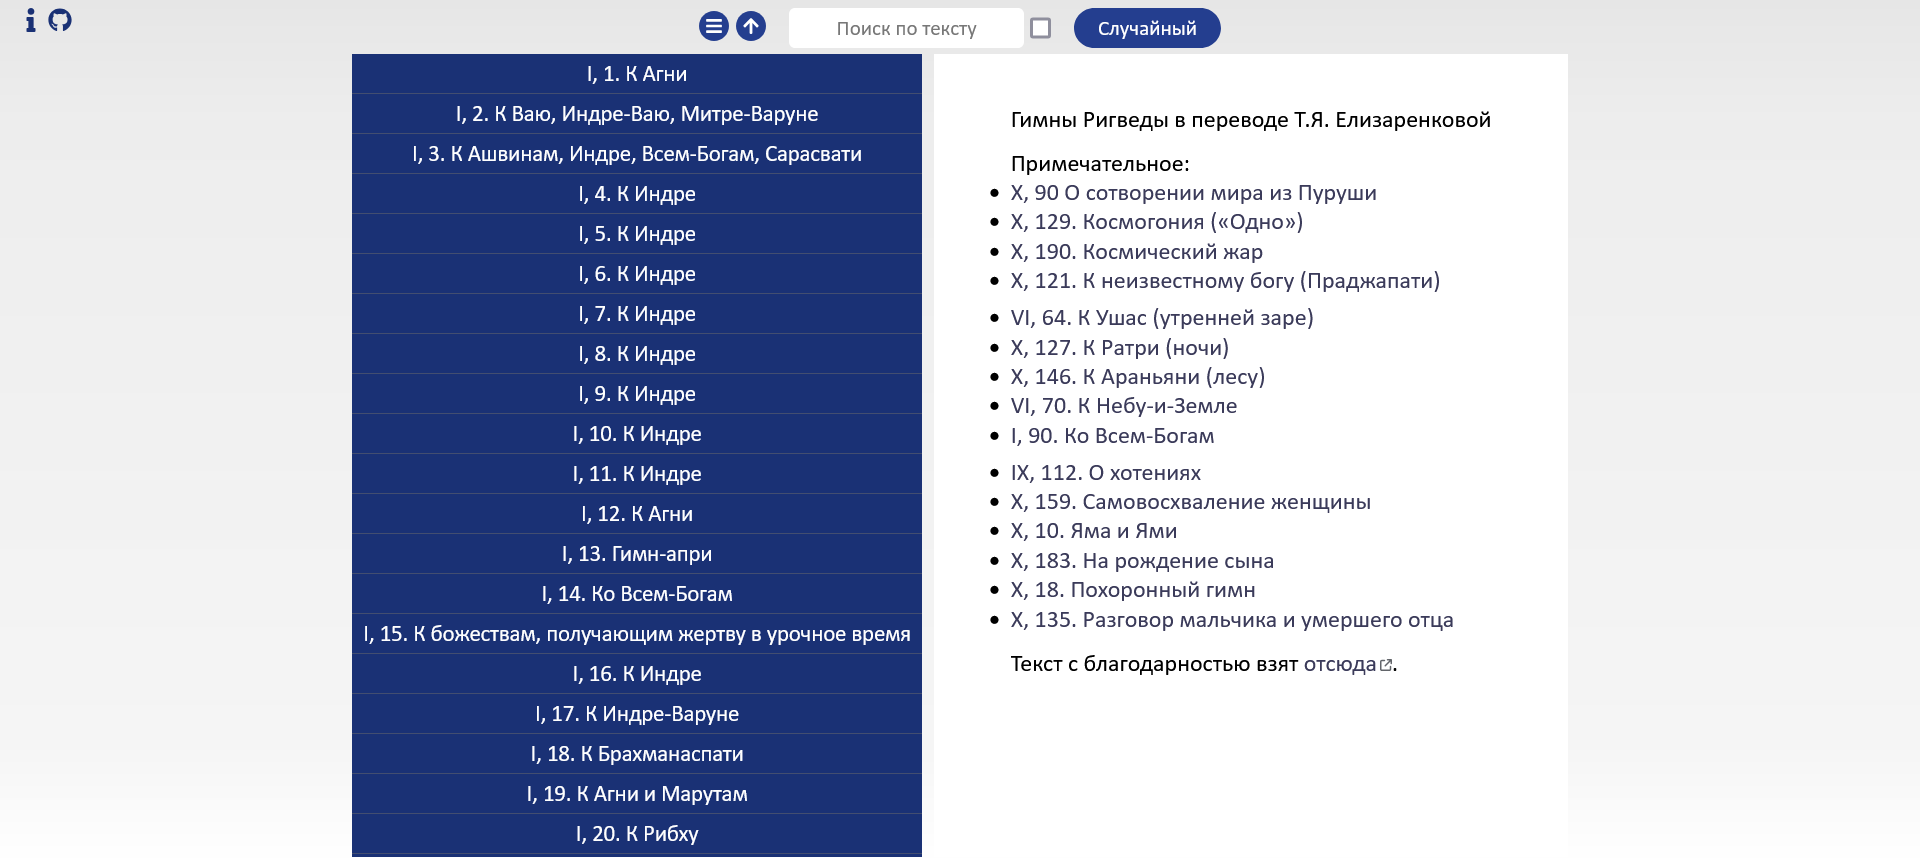 Поиск по тексту
Случайный
I, 1. К Агни
I, 2. К Ваю, Индре-Ваю, Митре-Варуне
I, 3. К Ашвинам, Индре, Всем-Богам, Сарасвати
I, 4. К Индре
I, 5. К Индре
I, 6. К Индре
I, 7. К Индре
I, 8. К Индре
I, 9. К Индре
I, 10. К Индре
I, 11. К Индре
I, 12. К Агни
I, 13. Гимн-апри
I, 14. Ко Всем-Богам
I, 15. К божествам, получающим жертву в урочное время
I, 16. К Индре
I, 17. К Индре-Варуне
I, 18. К Брахманаспати
I, 19. К Агни и Марутам
I, 20. К Рибху
Гимны Ригведы в переводе Т.Я. Елизаренковой
Примечательное:
X, 90 О сотворении мира из Пуруши
X, 129. Космогония («Одно»)
X, 190. Космический жар
X, 121. К неизвестному богу (Праджапати)
VI, 64. К Ушас (утренней заре)
X, 127. К Ратри (ночи)
X, 146. К Араньяни (лесу)
VI, 70. К Небу-и-Земле
I, 90. Ко Всем-Богам
IX, 112. О хотениях
X, 159. Самовосхваление женщины
X, 10. Яма и Ями
X, 183. На рождение сына
X, 18. Похоронный гимн
X, 135. Разговор мальчика и умершего отца
Текст с благодарностью взят отсюда.